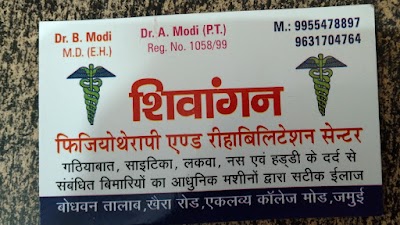 Dr. B. Modi
M.D. (E.H.)
Dr. A. Modi (P.T.)
Reg. No. 1058/99
M.: 9955478897
9631704764
शिवांगन
फिजियोथेरापी एण्ड रीहाबिलिटेशन सेन्टर
गठियाबात, साइटिका, लकवा, नस एवं हड्डी के दर्द से
संबंधित बिमारियों का आधुनिक मशीनों द्वारा सटीक ईलाज
बोधवन तालाब,खैरा रोड,एकलव्य कॉलेज मोड,जमुई